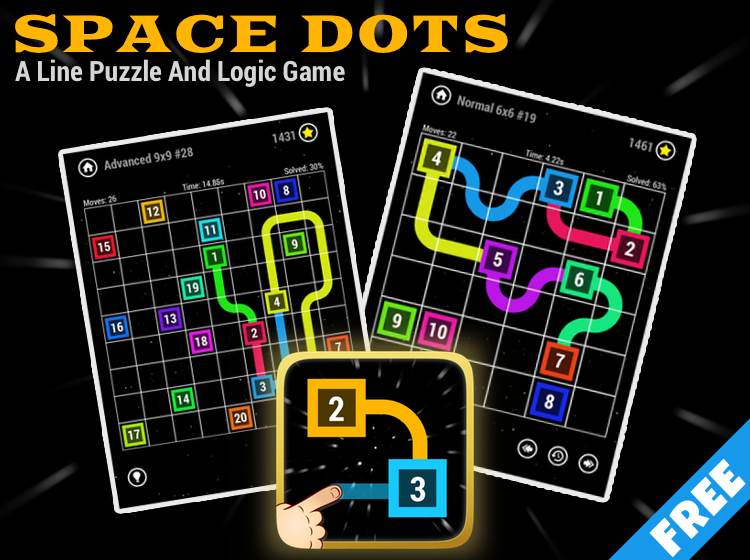 SPACE DOTS
A Line Puzzle And Logic Game
Advanced 9x9 #28
1431
Moves: 26
Time: 14.85s
Solved: 30%
12
10
8
15
11
1
9
19
4
16
13
2
18
7
3
14
20
17
Normal 6x6 #19
1461
Moves: 22
Time: 4.22s
Solved: 63%
4
3
1
2
5
6
9
10
7
8
2
3
FREE